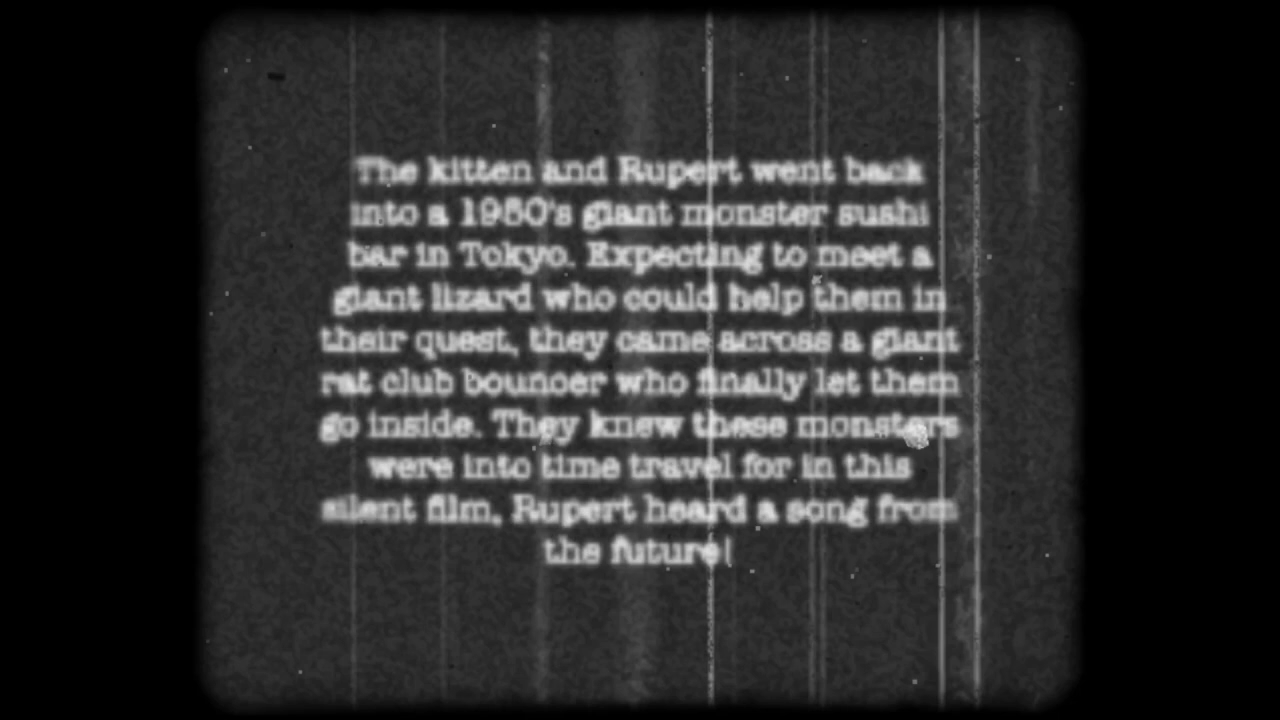 The kitten and Rupert went back
into a 1950's giant monster sushi
bar in Tokyo. Expecting to meet a
giant lizard who could help them in
their quest, they came across a giant
rat club bouncer who finally let them
go inside. They knew these monsters
were into time travel for in this
silent film, Rupert heard a song from
the future!